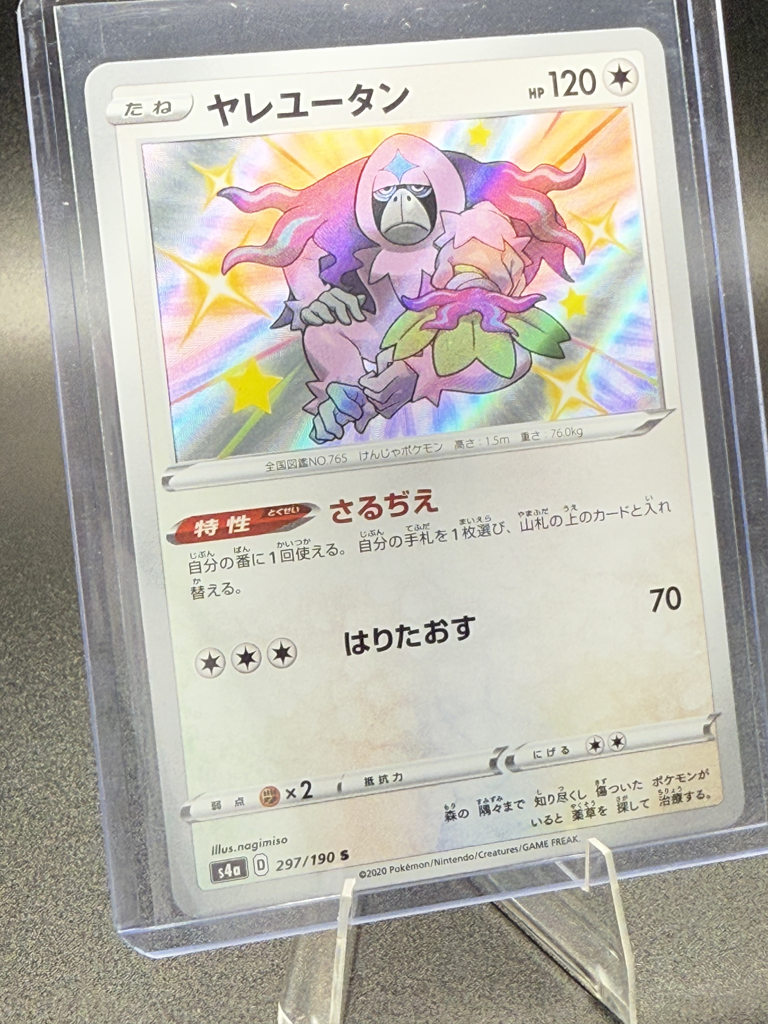 たね ヤレユータン HP 120
全国図鑑NO.765 けんじゃポケモン 高さ:1.5m 重さ:76.0kg
特性 とくせい さるぢえ
自分の番に1回使える。自分の手札を1枚選び、山札の上のカードと入れ
替える。
はりたおす 70
弱点 ×2 抵抗力 にげる
森の隅々まで知り尽くし傷ついたポケモンが
いると薬草を探して治療する。
Illus.nagimiso
s4a D 297/190 S
©2020 Pokémon/Nintendo/Creatures/GAME FREAK